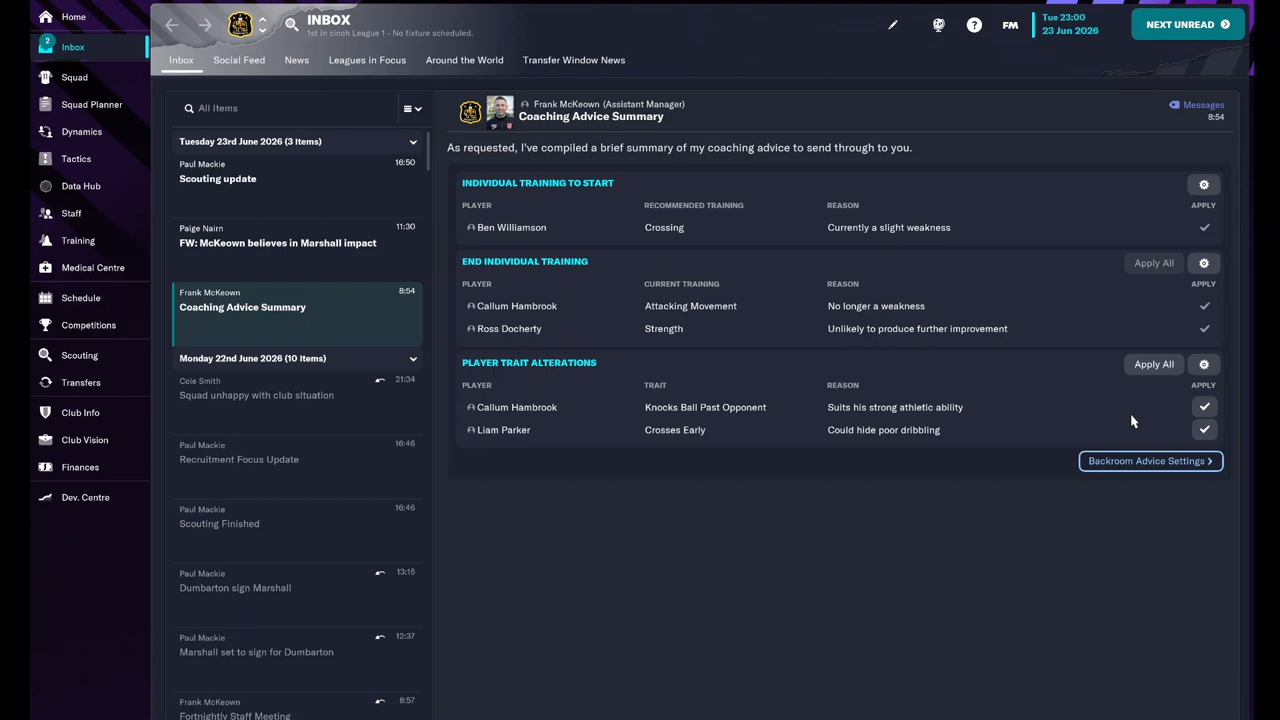 Home
2
Inbox
Squad
Squad Planner
Dynamics
Tactics
Data Hub
Staff
Training
Medical Centre
Schedule
Competitions
Scouting
Transfers
Club Info
Club Vision
Finances
Dev. Centre
INBOX
1st in cinch League 1 - No fixture scheduled.
FM
Tue 23:00
23 Jun 2026
NEXT UNREAD
Inbox
Social Feed
News
Leagues in Focus
Around the World
Transfer Window News
All Items
Tuesday 23rd June 2026 (3 Items)
Paul Mackie 16:50
Scouting update
Paige Nairn 11:30
FW: McKeown believes in Marshall impact
Frank McKeown 8:54
Coaching Advice Summary
Monday 22nd June 2026 (10 Items)
Cole Smith 21:34
Squad unhappy with club situation
Paul Mackie 16:46
Recruitment Focus Update
Paul Mackie 16:46
Scouting Finished
Paul Mackie 13:15
Dumbarton sign Marshall
Paul Mackie 12:37
Marshall set to sign for Dumbarton
Frank McKeown 8:57
Fortnightly Staff Meeting
Frank McKeown (Assistant Manager)
Coaching Advice Summary
Messages
8:54
As requested, I've compiled a brief summary of my coaching advice to send through to you.
INDIVIDUAL TRAINING TO START
PLAYER RECOMMENDED TRAINING REASON APPLY
Ben Williamson Crossing Currently a slight weakness
END INDIVIDUAL TRAINING Apply All
PLAYER CURRENT TRAINING REASON APPLY
Callum Hambrook Attacking Movement No longer a weakness
Ross Docherty Strength Unlikely to produce further improvement
PLAYER TRAIT ALTERATIONS Apply All
PLAYER TRAIT REASON APPLY
Callum Hambrook Knocks Ball Past Opponent Suits his strong athletic ability
Liam Parker Crosses Early Could hide poor dribbling
Backroom Advice Settings